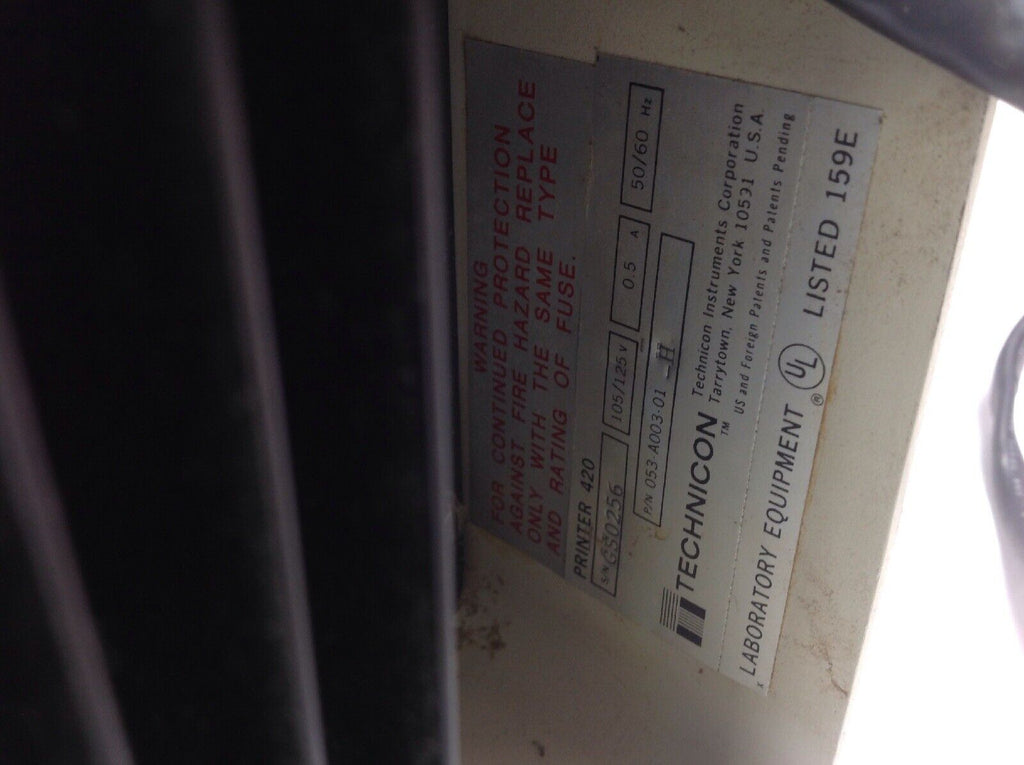 WARNING
FOR CONTINUED PROTECTION
AGAINST FIRE HAZARD REPLACE
ONLY WITH THE SAME TYPE
AND RATING OF FUSE.
PRINTER 420
S/N GS0256 105/125 V 0.5 A 50/60 Hz
P/N 053-A003-01 -H
TECHNICON™ Technicon Instruments Corporation
Tarrytown, New York 10591 U.S.A.
US and Foreign Patents and Patents Pending
LABORATORY EQUIPMENT UL ® LISTED 159E